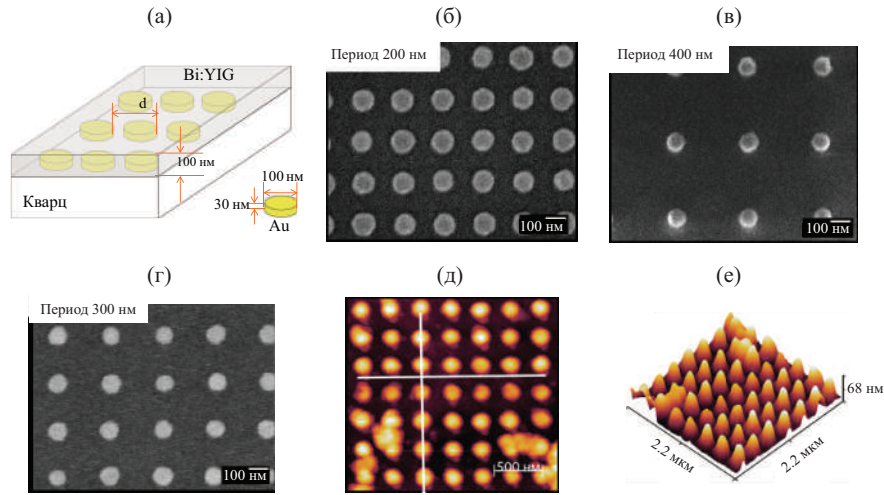 (а)
Bi:YIG
d
100 нм
Кварц
100 нм
30 нм
Au
(б)
Период 200 нм
100 нм
(в)
Период 400 нм
100 нм
(г)
Период 300 нм
100 нм
(д)
500 нм
(е)
68 нм
2.2 мкм
2.2 мкм